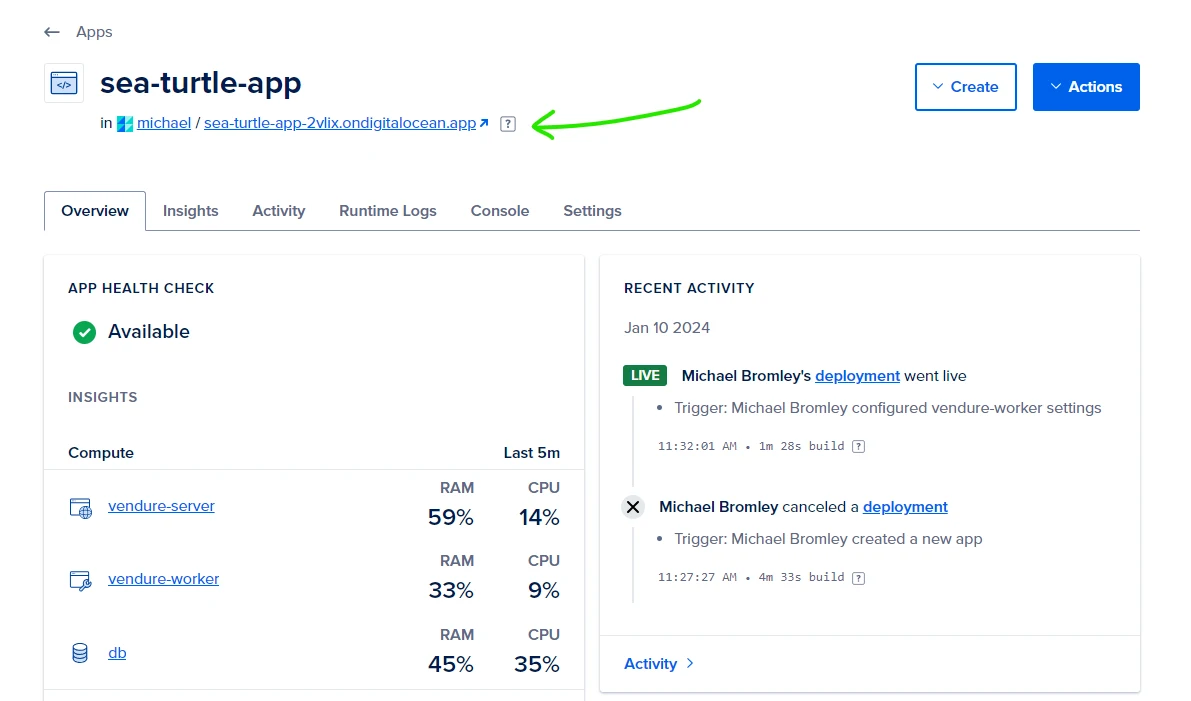 ← Apps
</> sea-turtle-app
in michael / sea-turtle-app-2vlix.ondigitalocean.app ?
Create
Actions
Overview Insights Activity Runtime Logs Console Settings
APP HEALTH CHECK
Available
INSIGHTS
Compute Last 5m
RAM CPU
vendure-server 59% 14%
RAM CPU
vendure-worker 33% 9%
RAM CPU
db 45% 35%
RECENT ACTIVITY
Jan 10 2024
LIVE Michael Bromley's deployment went live
• Trigger: Michael Bromley configured vendure-worker settings
11:32:01 AM • 1m 28s build ?
Michael Bromley canceled a deployment
• Trigger: Michael Bromley created a new app
11:27:27 AM • 4m 33s build ?
Activity >